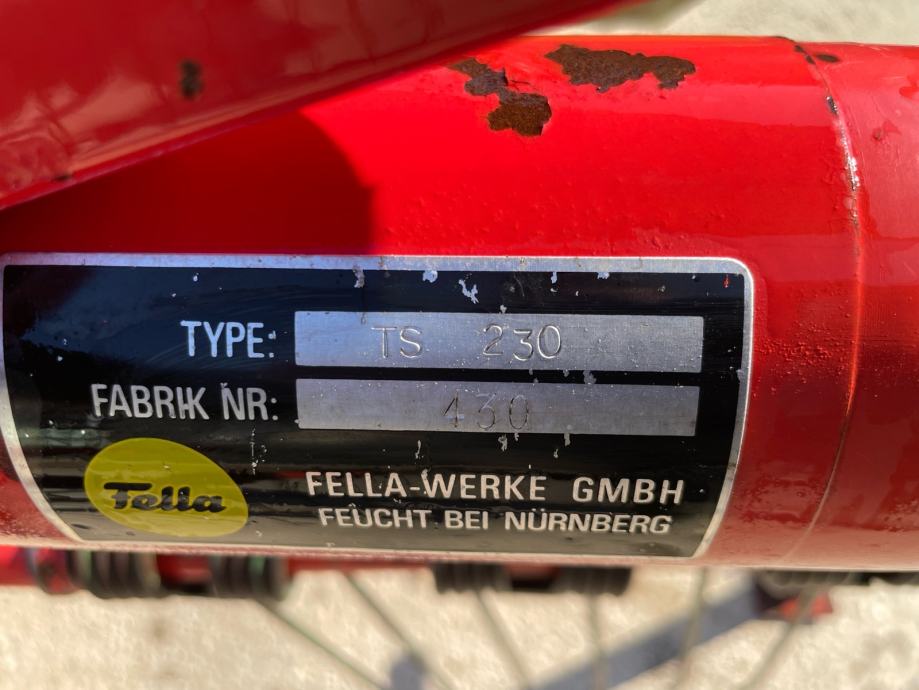 TYPE: TS 230
FABRIK NR: 430
Fella
FELLA-WERKE GMBH
FEUCHT BEI NÜRNBERG